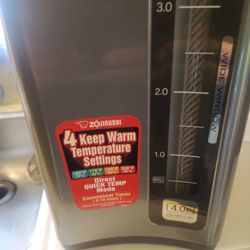 ZOJIRUSHI
4 Keep Warm
Temperature
Settings
Direct
QUICK TEMP
Mode
Convenient Timer
3.0
2.0
1.0
WIDE WINDOW
4.0L